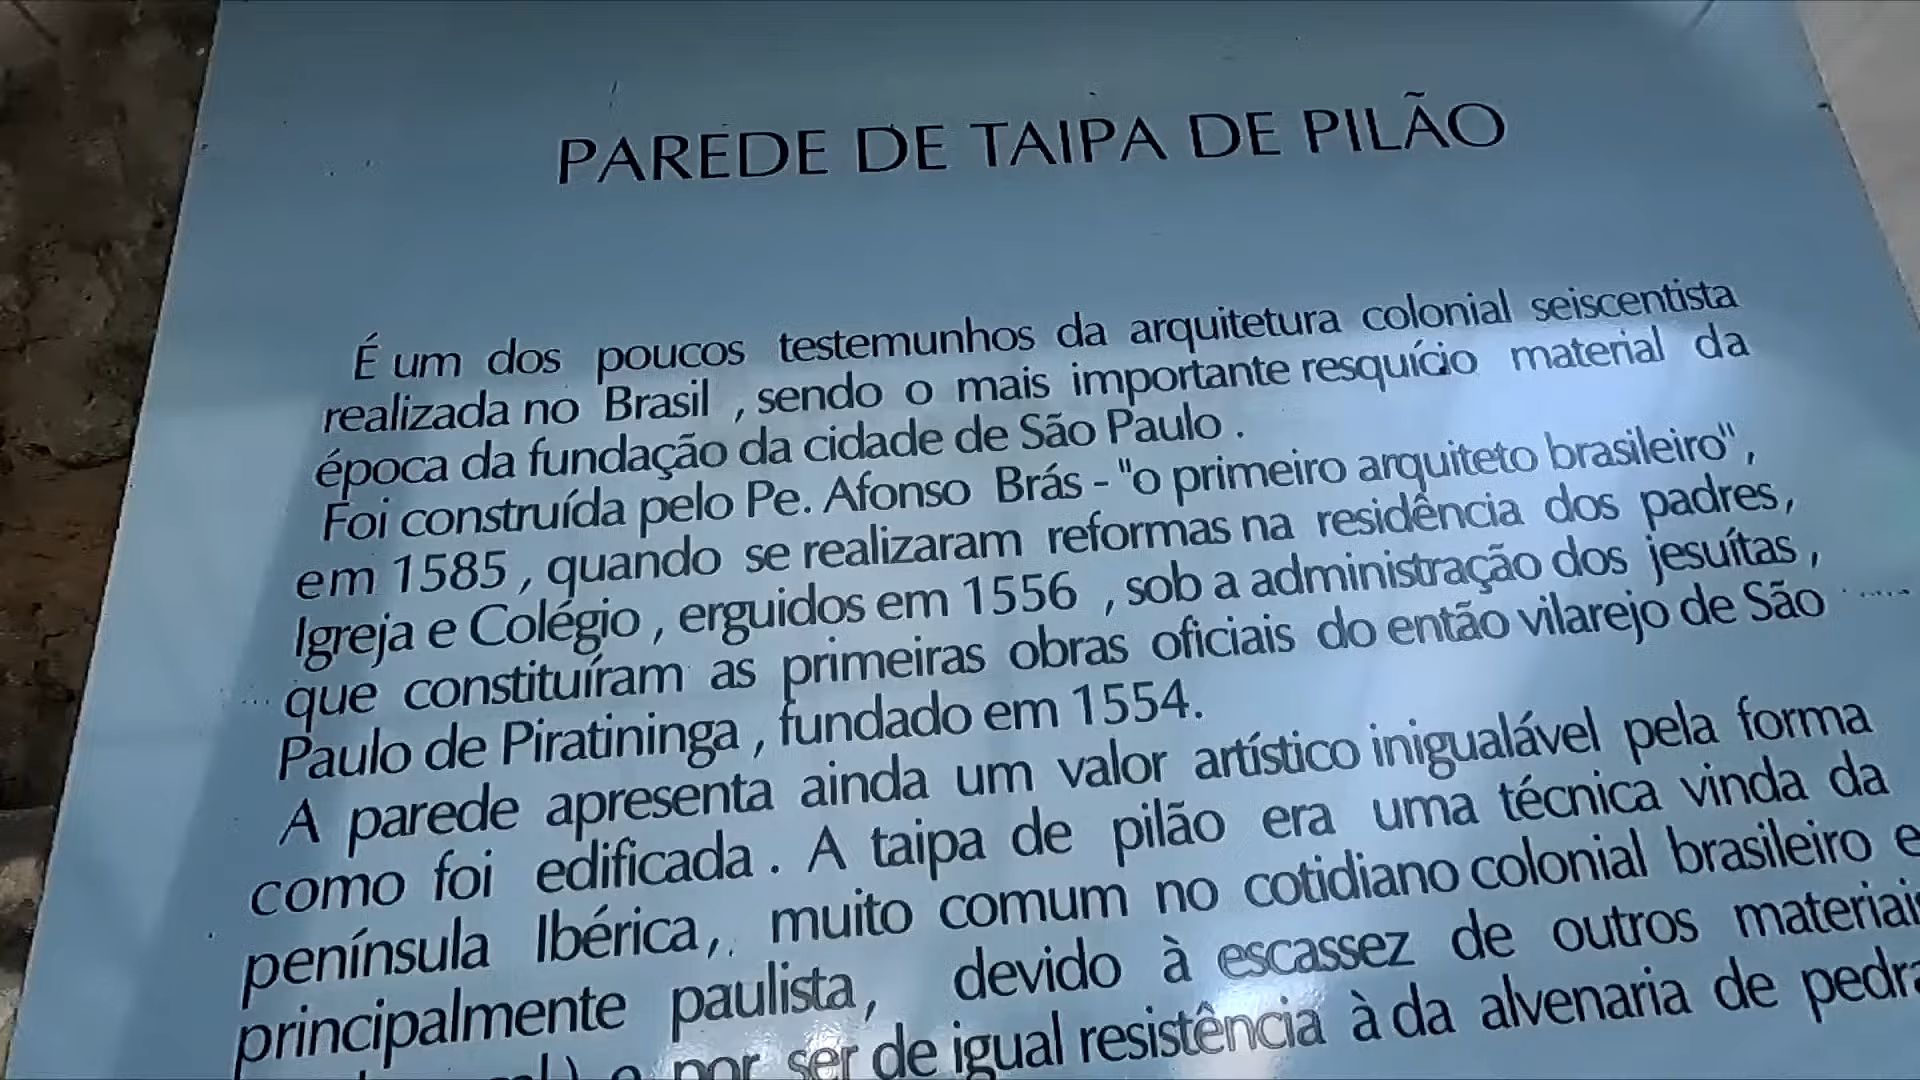 PAREDE DE TAIPA DE PILÃO
É um dos poucos testemunhos da arquitetura colonial seiscentista
realizada no Brasil , sendo o mais importante resquício material da
época da fundação da cidade de São Paulo .
Foi construída pelo Pe. Afonso Brás - "o primeiro arquiteto brasileiro",
em 1585 , quando se realizaram reformas na residência dos padres,
Igreja e Colégio , erguidos em 1556 , sob a administração dos jesuítas ,
que constituíram as primeiras obras oficiais do então vilarejo de São
Paulo de Piratininga , fundado em 1554.
A parede apresenta ainda um valor artístico inigualável pela forma
como foi edificada . A taipa de pilão era uma técnica vinda da
península Ibérica, muito comum no cotidiano colonial brasileiro e
principalmente paulista, devido à escassez de outros materiais
por ser de igual resistência à da alvenaria de pedra